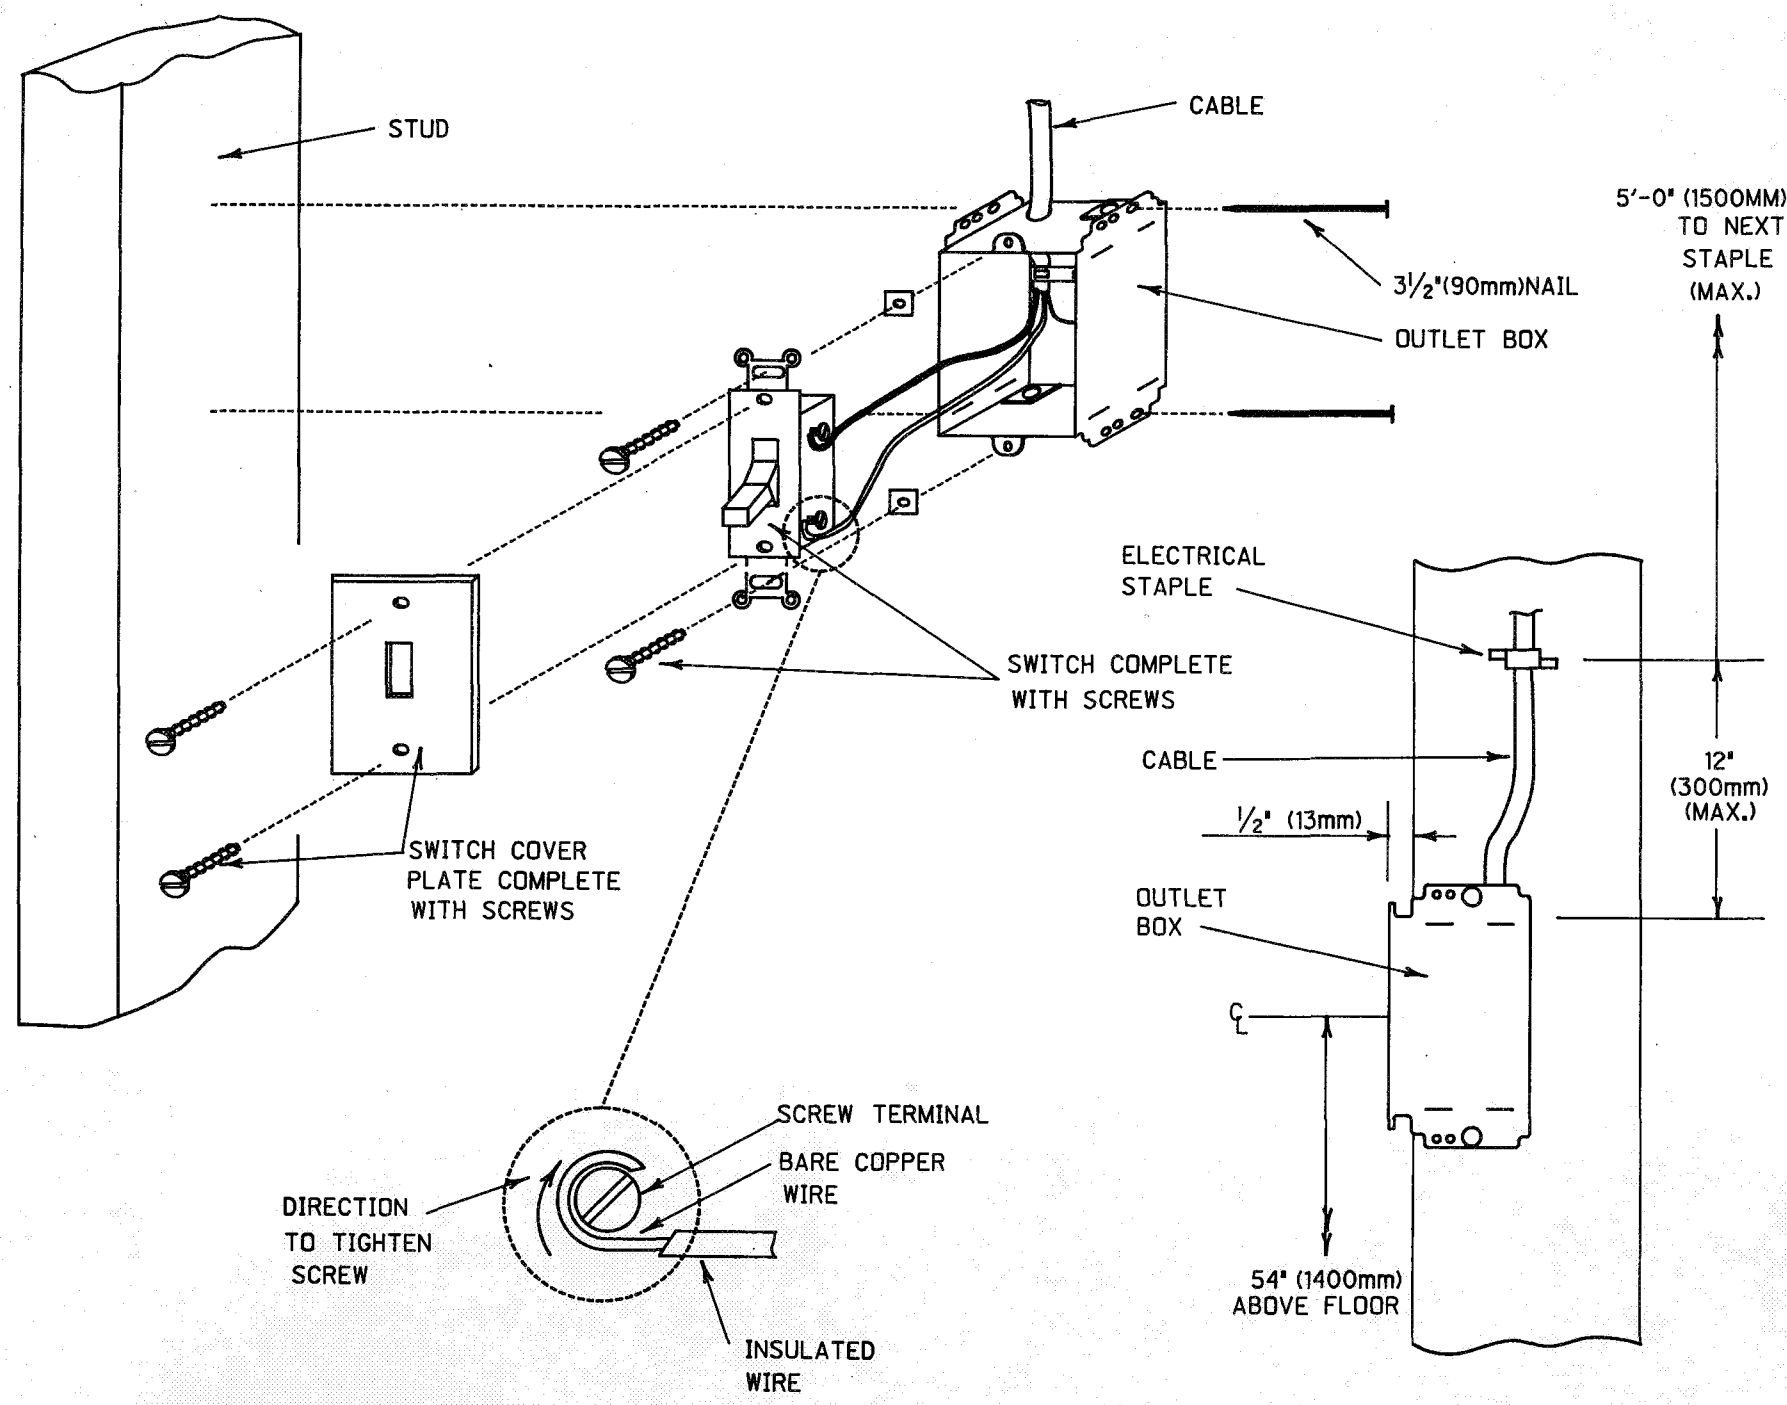 STUD
CABLE
5'-0" (1500MM)
TO NEXT
STAPLE
(MAX.)
3½"(90mm)NAIL
OUTLET BOX
ELECTRICAL
STAPLE
SWITCH COMPLETE
WITH SCREWS
CABLE
12"
(300mm)
(MAX.)
½" (13mm)
SWITCH COVER
PLATE COMPLETE
WITH SCREWS
OUTLET
BOX
℄
SCREW TERMINAL
BARE COPPER
WIRE
DIRECTION
TO TIGHTEN
SCREW
54" (1400mm)
ABOVE FLOOR
INSULATED
WIRE